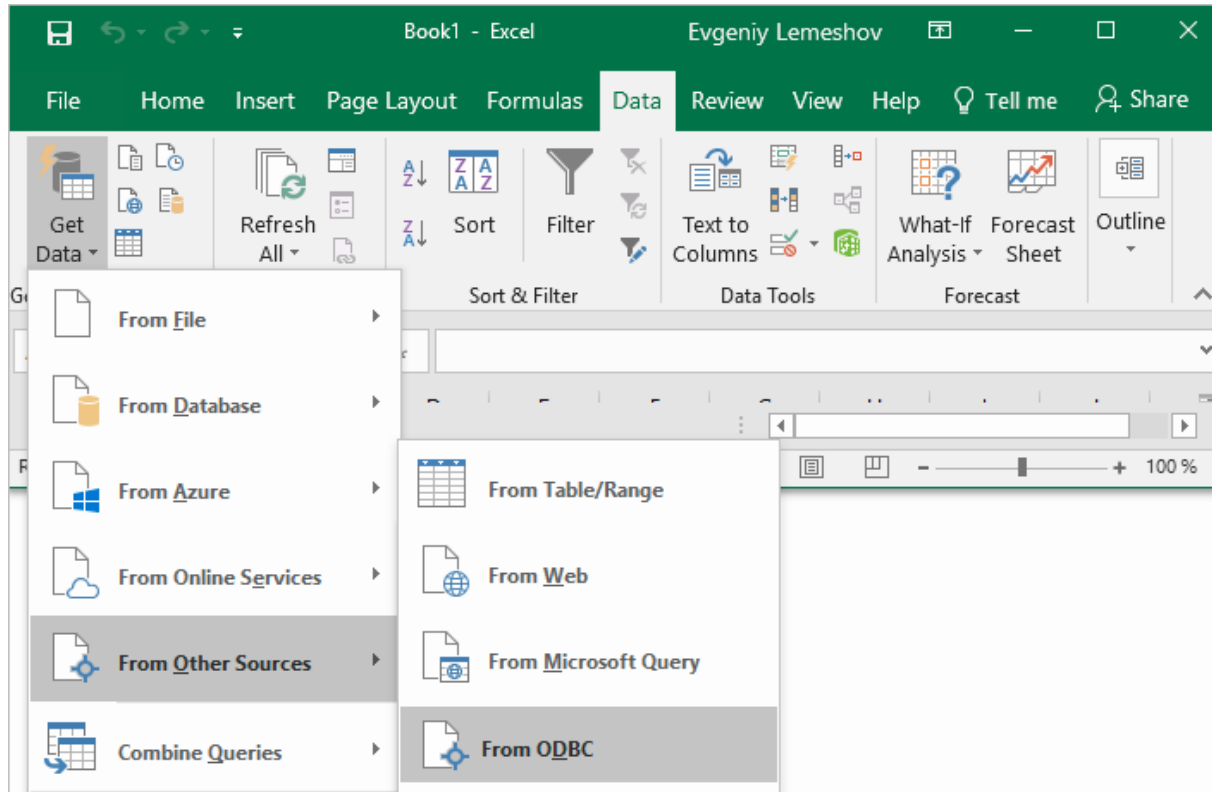 Book1 - Excel
Evgeniy Lemeshov
File Home Insert Page Layout Formulas Data Review View Help Tell me Share
Get Data
Refresh All
Sort
Filter
Text to Columns
What-If Analysis
Forecast Sheet
Outline
Sort & Filter
Data Tools
Forecast
From File
From Database
From Azure
From Online Services
From Other Sources
Combine Queries
From Table/Range
From Web
From Microsoft Query
From ODBC
100 %